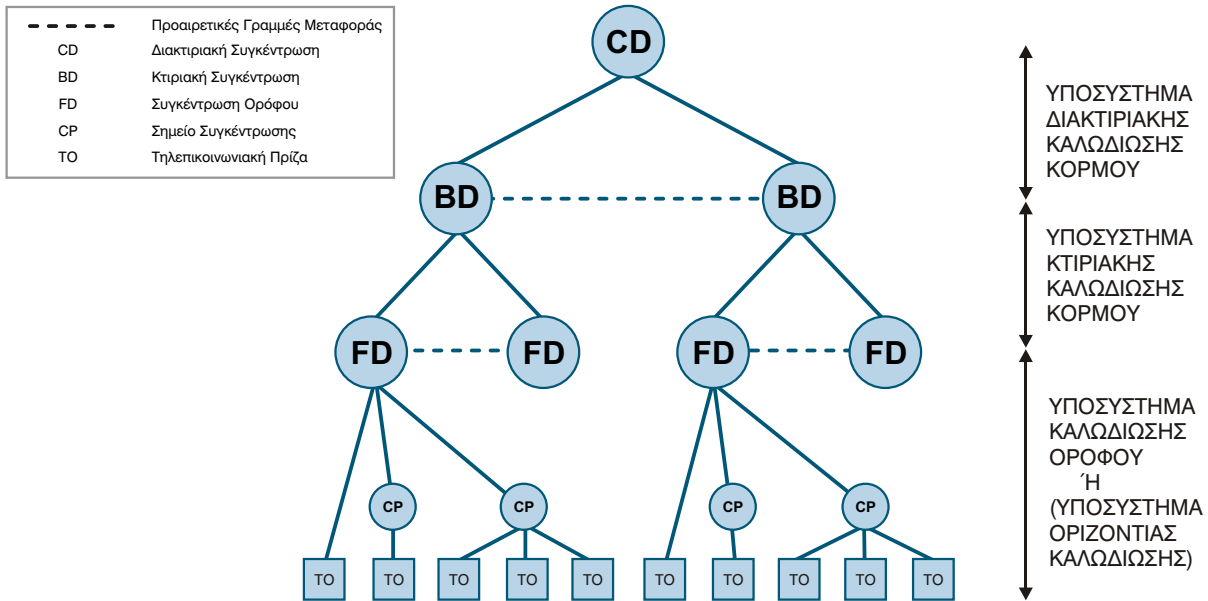 Προαιρετικές Γραμμές Μεταφοράς
CD Διακτιριακή Συγκέντρωση
BD Κτιριακή Συγκέντρωση
FD Συγκέντρωση Ορόφου
CP Σημείο Συγκέντρωσης
TO Τηλεπικοινωνιακή Πρίζα
CD
BD BD
FD FD FD FD
CP CP CP CP
TO TO TO TO TO TO TO TO TO TO
ΥΠΟΣΥΣΤΗΜΑ
ΔΙΑΚΤΙΡΙΑΚΗΣ
ΚΑΛΩΔΙΩΣΗΣ
ΚΟΡΜΟΥ
ΥΠΟΣΥΣΤΗΜΑ
ΚΤΙΡΙΑΚΗΣ
ΚΑΛΩΔΙΩΣΗΣ
ΚΟΡΜΟΥ
ΥΠΟΣΥΣΤΗΜΑ
ΚΑΛΩΔΙΩΣΗΣ
ΟΡΟΦΟΥ
Ή
(ΥΠΟΣΥΣΤΗΜΑ
ΟΡΙΖΟΝΤΙΑΣ
ΚΑΛΩΔΙΩΣΗΣ)